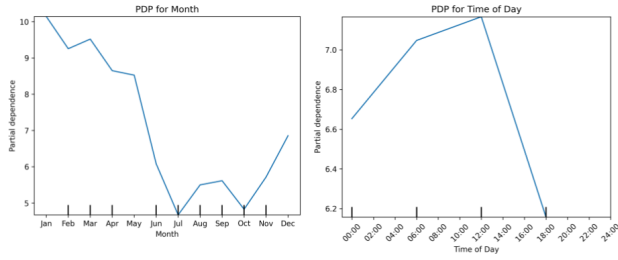 PDP for Month
Partial dependence
10
9
8
7
6
5
Jan Feb Mar Apr May Jun Jul Aug Sep Oct Nov Dec
Month
PDP for Time of Day
Partial dependence
7.0
6.8
6.6
6.4
6.2
00:00 02:00 04:00 06:00 08:00 10:00 12:00 14:00 16:00 18:00 20:00 22:00 24:00
Time of Day